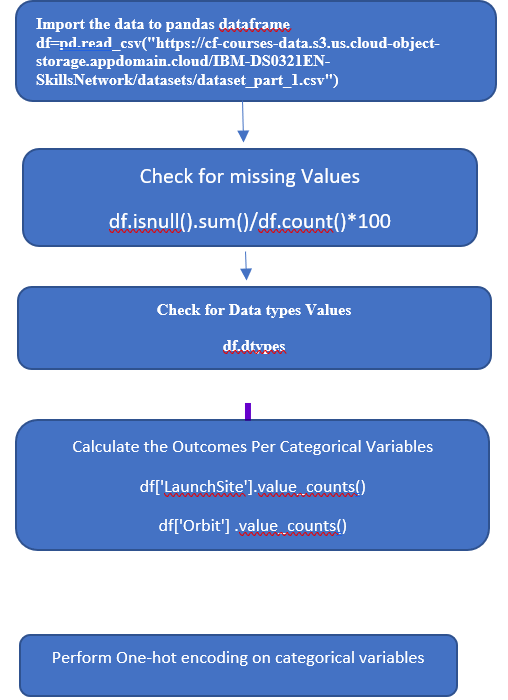 Import the data to pandas dataframe
df=pd.read_csv("https://cf-courses-data.s3.us.cloud-object-
storage.appdomain.cloud/IBM-DS0321EN-
SkillsNetwork/datasets/dataset_part_1.csv")
Check for missing Values
df.isnull().sum()/df.count()*100
Check for Data types Values
df.dtypes
Calculate the Outcomes Per Categorical Variables
df['LaunchSite'].value_counts()
df['Orbit'] .value_counts()
Perform One-hot encoding on categorical variables